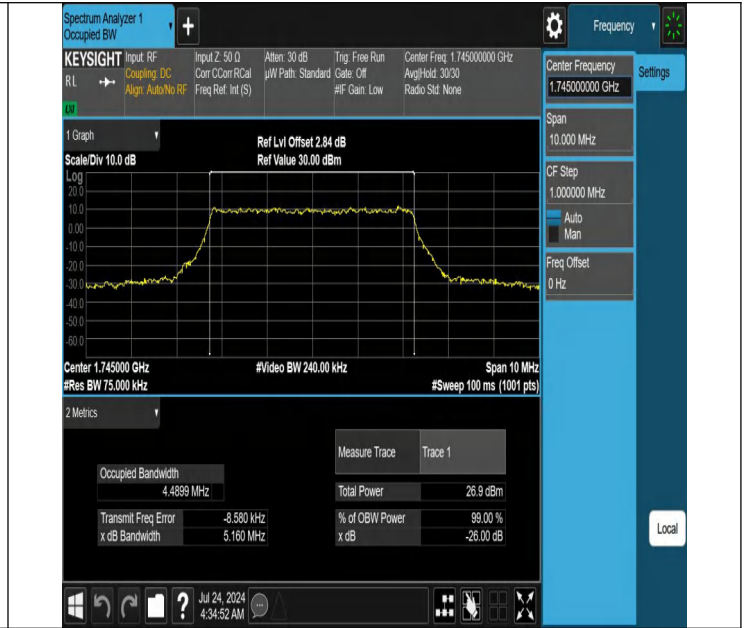 Spectrum Analyzer 1
Occupied BW
Frequency
KEYSIGHT
RL
Input: RF
Coupling: DC
Align: Auto/No RF
Input Z: 50 Ω
Corr CCorr RCal
Freq Ref: Int (S)
Atten: 30 dB
µW Path: Standard
Trig: Free Run
Gate: Off
#IF Gain: Low
Center Freq: 1.745000000 GHz
Avg|Hold: 30/30
Radio Std: None
Center Frequency
1.745000000 GHz
Settings
Span
10.000 MHz
CF Step
1.000000 MHz
Auto
Man
Freq Offset
0 Hz
Local
1 Graph
Scale/Div 10.0 dB
Ref Lvl Offset 2.84 dB
Ref Value 30.00 dBm
Log
20.0
10.0
0.00
-10.0
-20.0
-30.0
-40.0
-50.0
-60.0
Center 1.745000 GHz
#Video BW 240.00 kHz
Span 10 MHz
#Res BW 75.000 kHz
#Sweep 100 ms (1001 pts)
2 Metrics
Measure Trace
Trace 1
Occupied Bandwidth
4.4899 MHz
Total Power
26.9 dBm
Transmit Freq Error
-8.580 kHz
% of OBW Power
99.00 %
x dB Bandwidth
5.160 MHz
x dB
-26.00 dB
?
Jul 24, 2024
4:34:52 AM